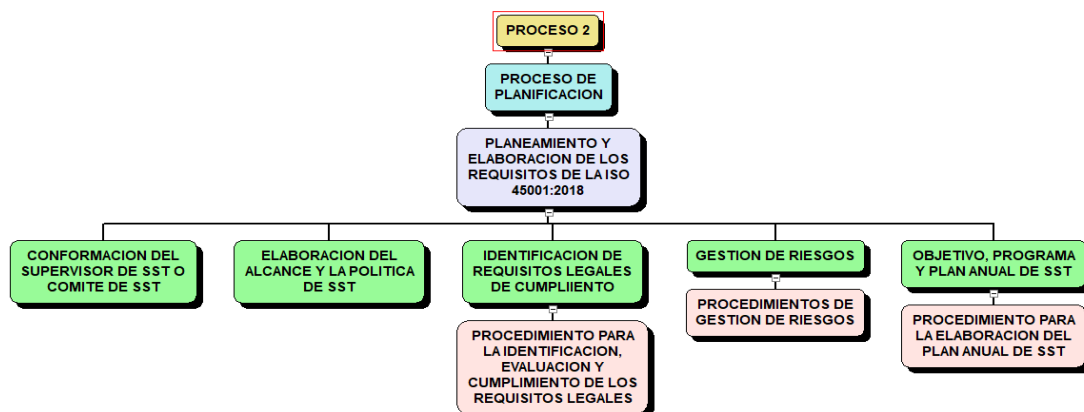 PROCESO 2
PROCESO DE
PLANIFICACION
PLANEAMIENTO Y
ELABORACION DE LOS
REQUISITOS DE LA ISO
45001:2018
CONFORMACION DEL
SUPERVISOR DE SST O
COMITE DE SST
ELABORACION DEL
ALCANCE Y LA POLITICA
DE SST
IDENTIFICACION DE
REQUISITOS LEGALES
DE CUMPLIIENTO
GESTION DE RIESGOS
OBJETIVO, PROGRAMA
Y PLAN ANUAL DE SST
PROCEDIMIENTO PARA
LA IDENTIFICACION,
EVALUACION Y
CUMPLIMIENTO DE LOS
REQUISITOS LEGALES
PROCEDIMIENTOS DE
GESTION DE RIESGOS
PROCEDIMIENTO PARA
LA ELABORACION DEL
PLAN ANUAL DE SST